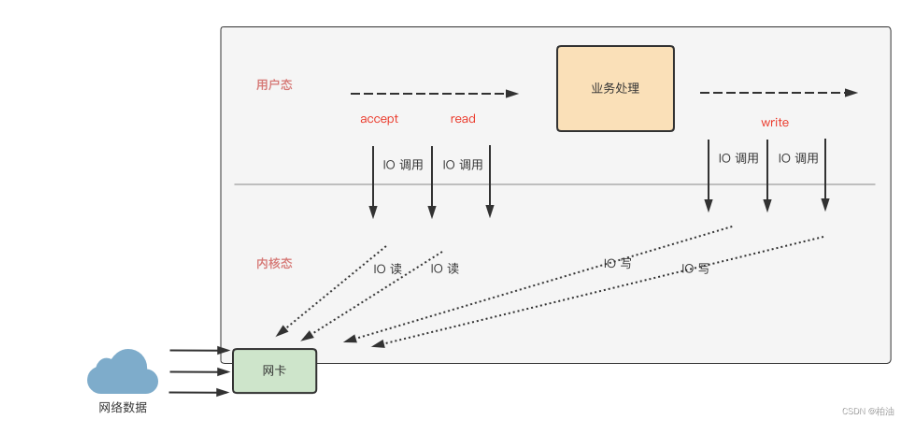 用户态
业务处理
accept
read
write
IO 调用
IO 调用
IO 调用
IO 调用
内核态
IO 读
IO 读
IO 写
IO 写
网卡
网络数据
CSDN @柏油